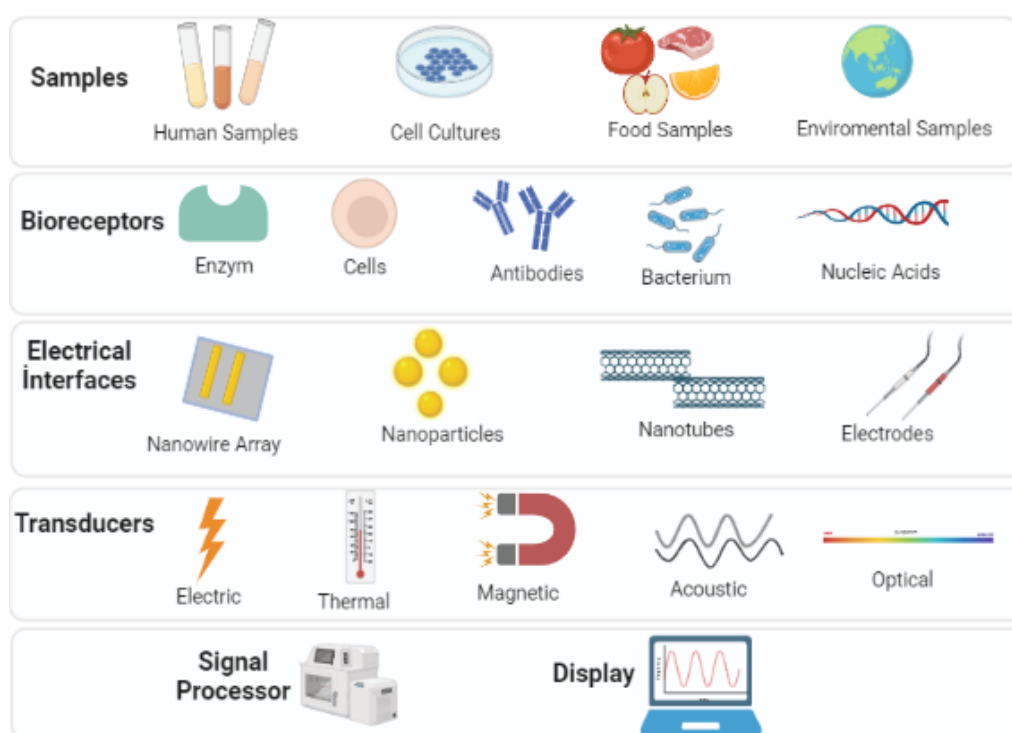 Samples
Human Samples
Cell Cultures
Food Samples
Enviromental Samples
Bioreceptors
Enzym
Cells
Antibodies
Bacterium
Nucleic Acids
Electrical
İnterfaces
Nanowire Array
Nanoparticles
Nanotubes
Electrodes
Transducers
Electric
Thermal
Magnetic
Acoustic
Optical
Signal
Processor
Display